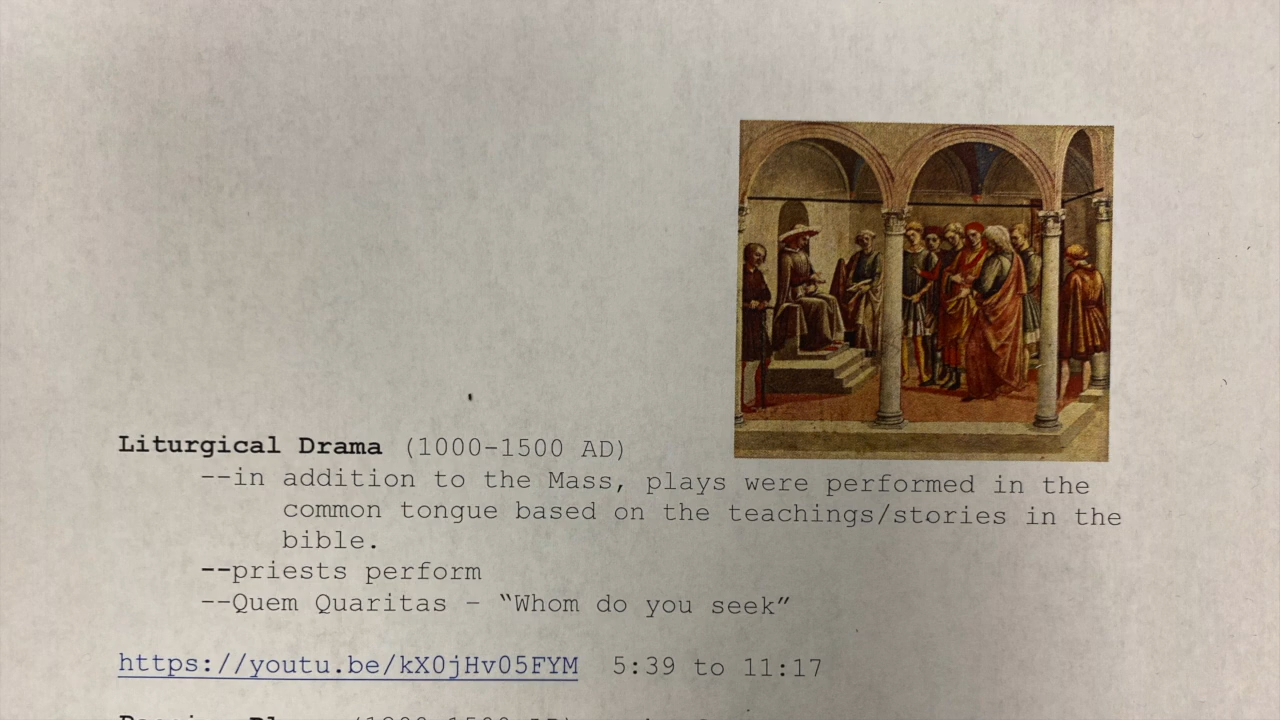 Liturgical Drama (1000-1500 AD)
--in addition to the Mass, plays were performed in the
common tongue based on the teachings/stories in the
bible.
--priests perform
--Quem Quaritas – “Whom do you seek”
https://youtu.be/kX0jHv05FYM 5:39 to 11:17